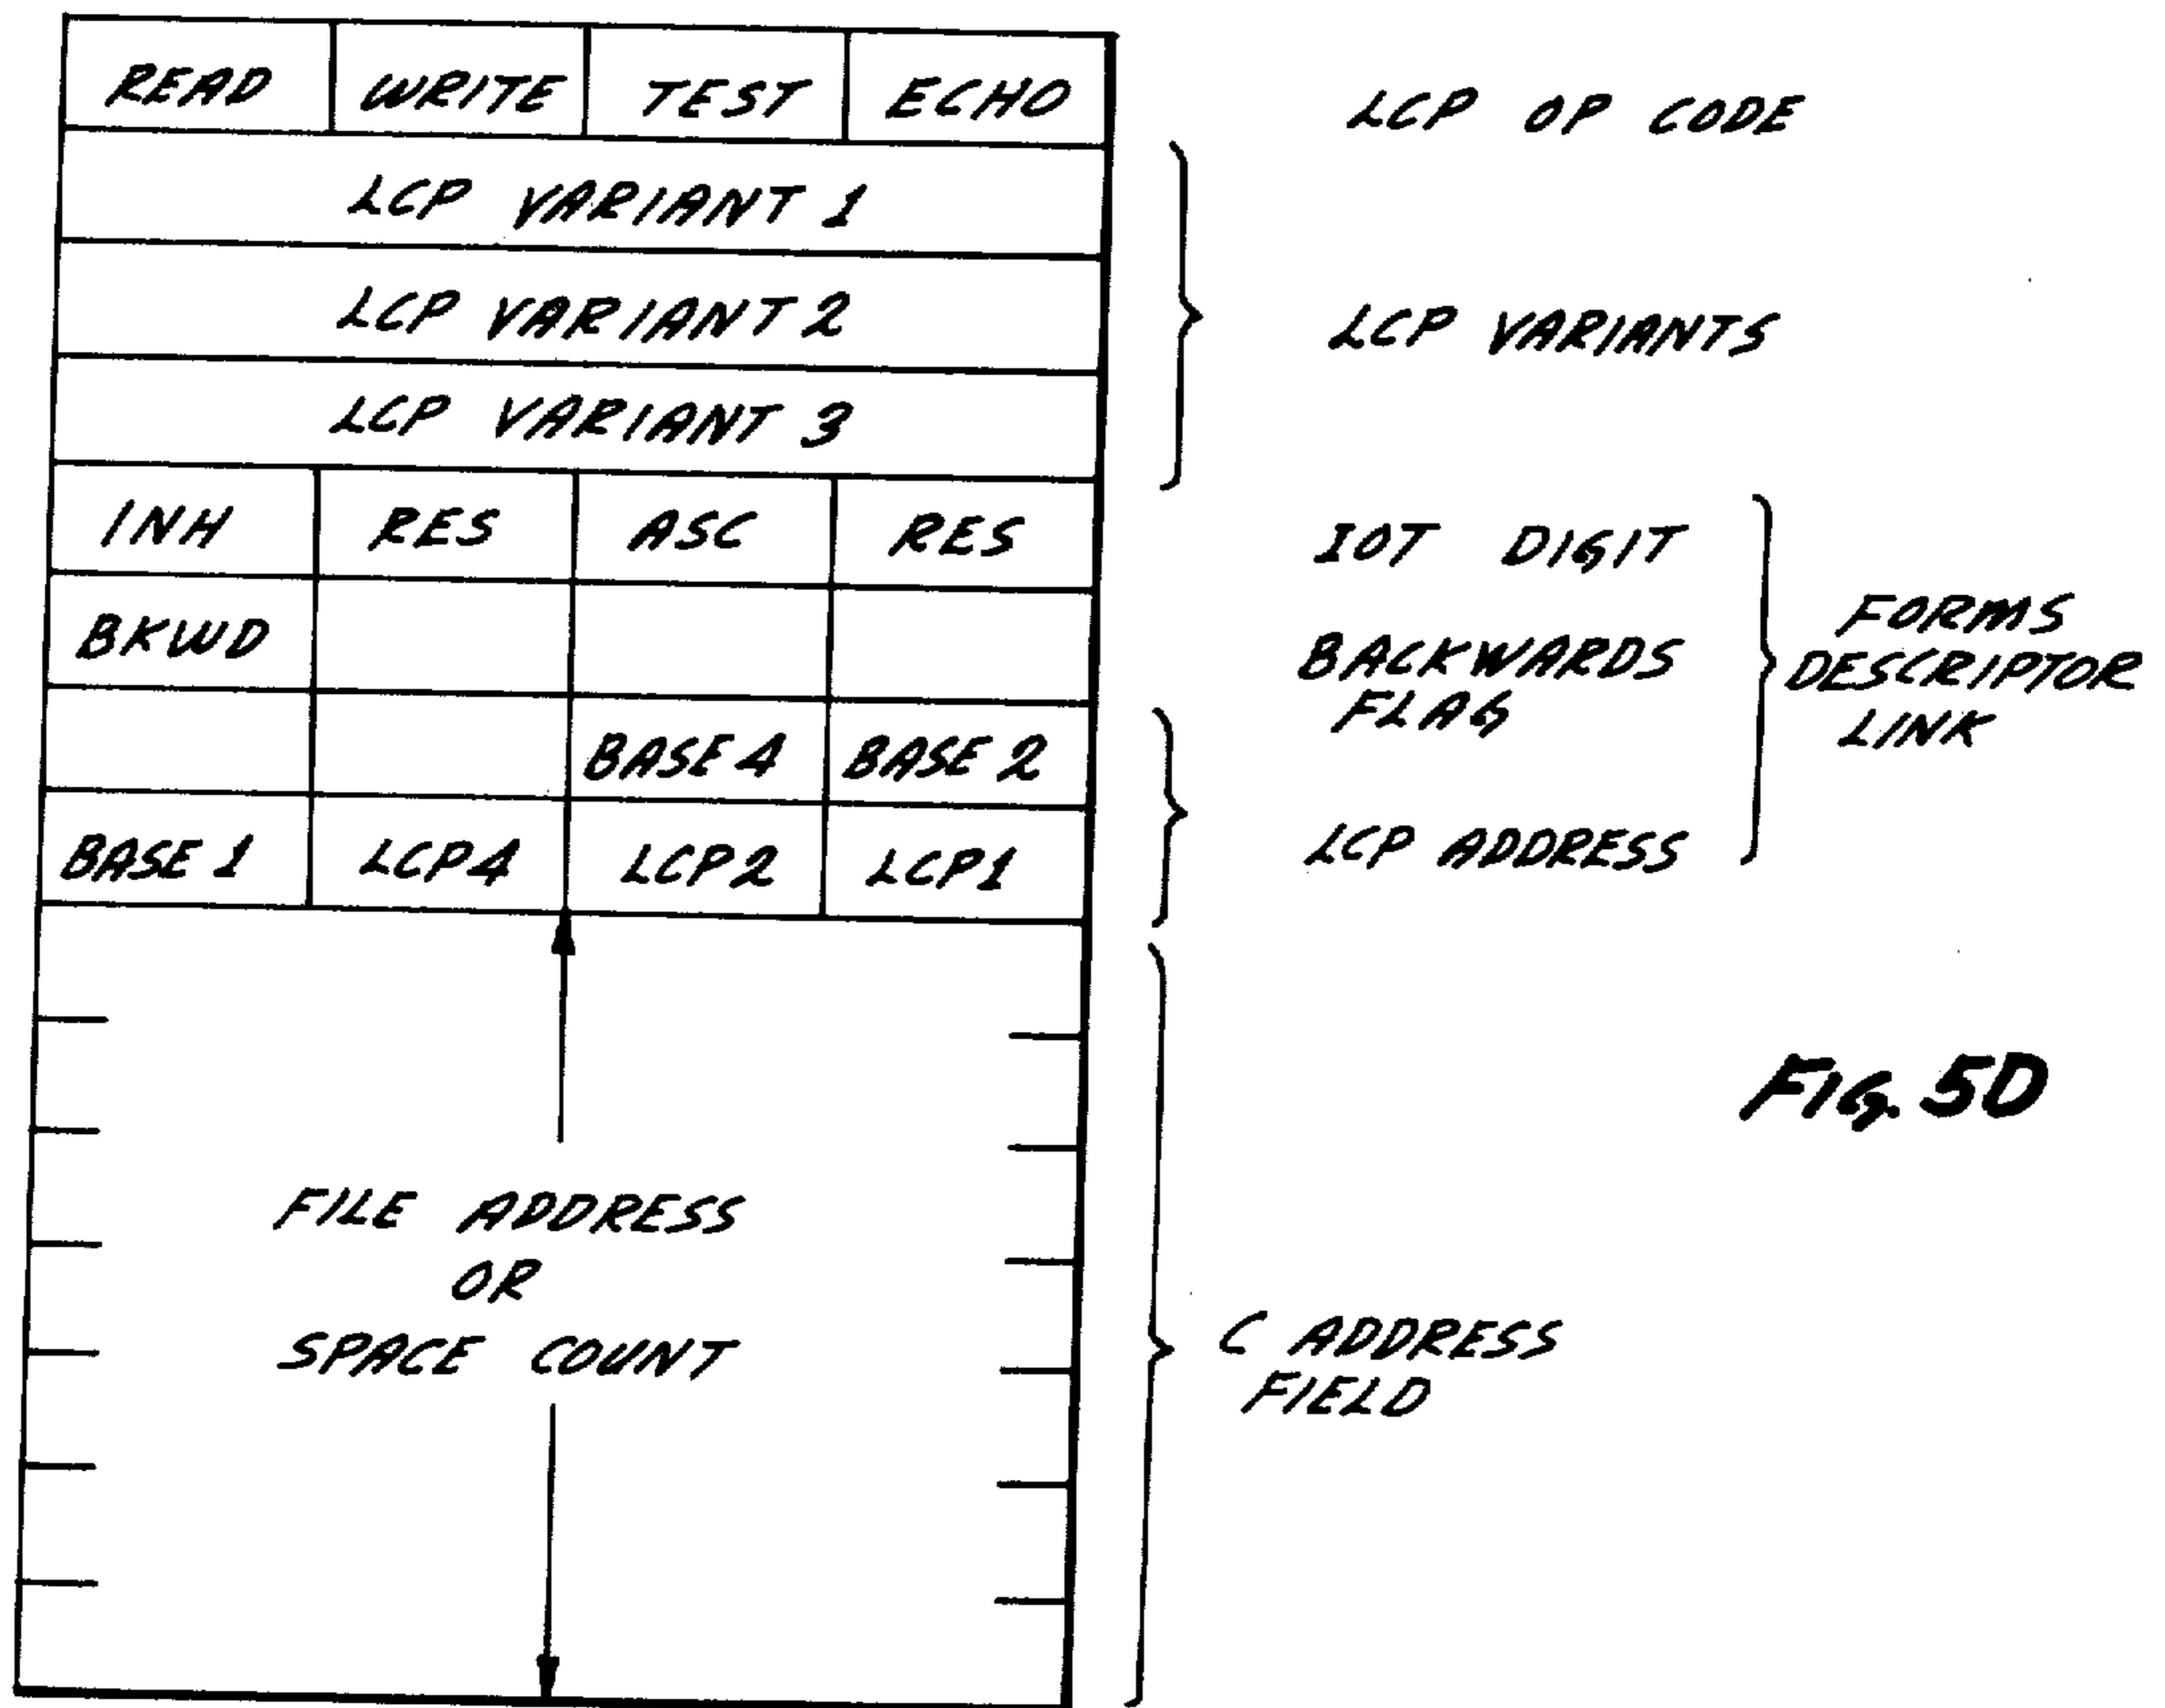 READ WRITE TEST ECHO LCP OP CODE
LCP VARIANT 1
LCP VARIANT 2 LCP VARIANTS
LCP VARIANT 3
INH RES ASC RES IOT DIGIT
BKWD BACKWARDS
FLAG
FORMS
DESCRIPTOR
LINK
BASE 4 BASE 2
BASE 1 LCP4 LCP2 LCP1 LCP ADDRESS
FILE ADDRESS
OR
SPACE COUNT
C ADDRESS
FIELD
FIG. 5D